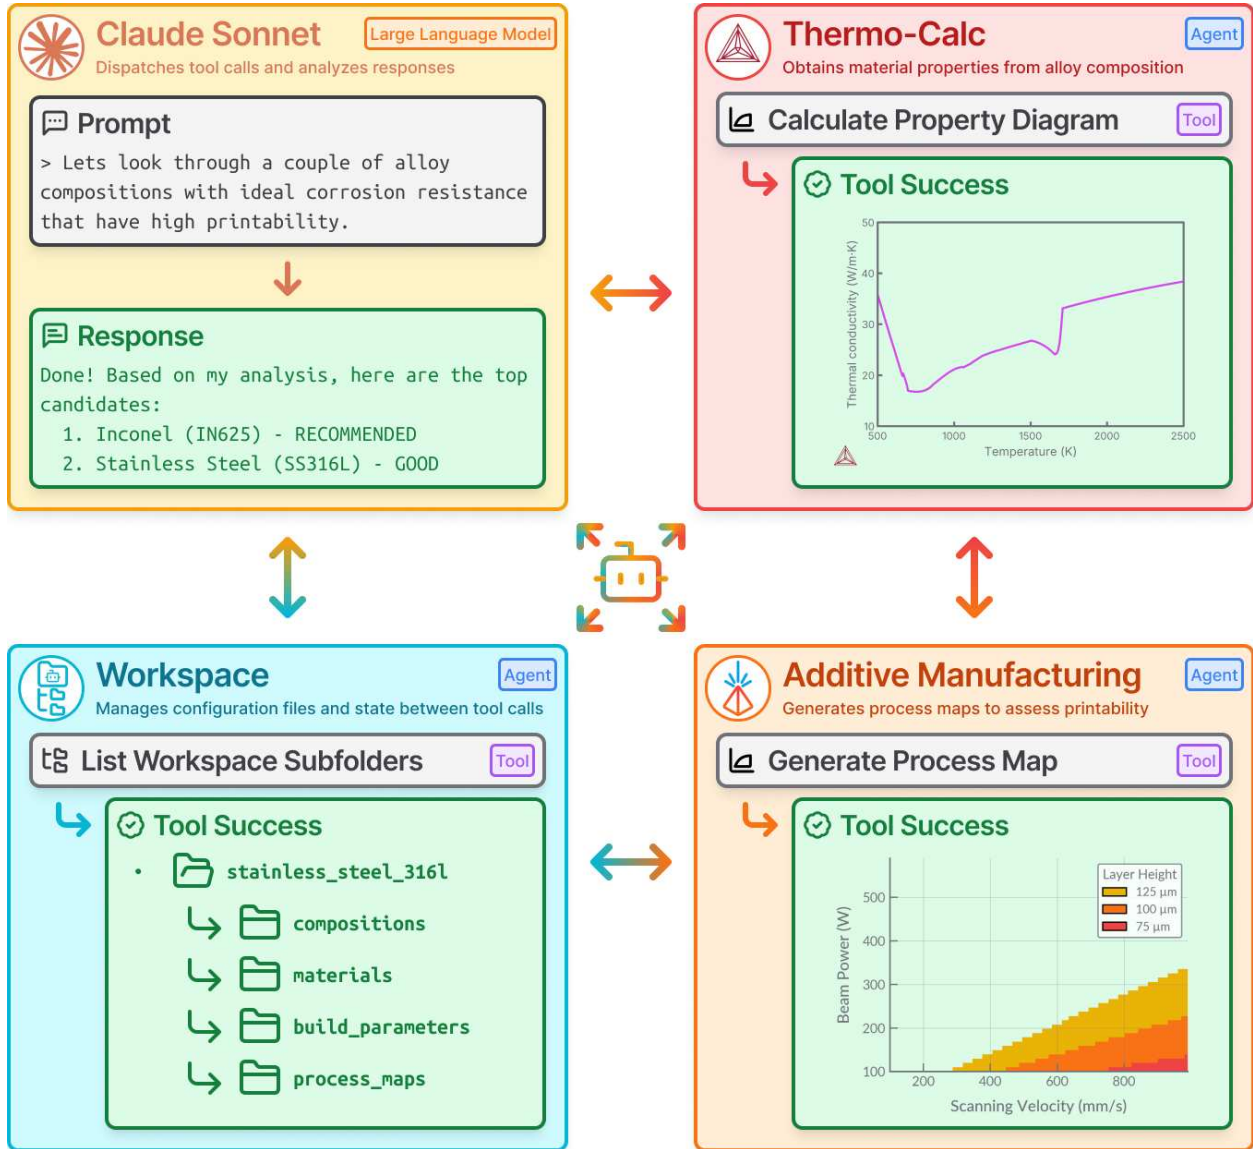 Claude Sonnet
Large Language Model
Dispatches tool calls and analyzes responses
Prompt
> Lets look through a couple of alloy
compositions with ideal corrosion resistance
that have high printability.
Response
Done! Based on my analysis, here are the top
candidates:
1. Inconel (IN625) - RECOMMENDED
2. Stainless Steel (SS316L) - GOOD
Thermo-Calc
Agent
Obtains material properties from alloy composition
Calculate Property Diagram
Tool
Tool Success
Thermal conductivity (W/m·K)
50
40
30
20
10
500 1000 1500 2000 2500
Temperature (K)
Workspace
Agent
Manages configuration files and state between tool calls
List Workspace Subfolders
Tool
Tool Success
• stainless_steel_316l
compositions
materials
build_parameters
process_maps
Additive Manufacturing
Agent
Generates process maps to assess printability
Generate Process Map
Tool
Tool Success
Layer Height
125 μm
100 μm
75 μm
Beam Power (W)
500
400
300
200
100
200 400 600 800
Scanning Velocity (mm/s)